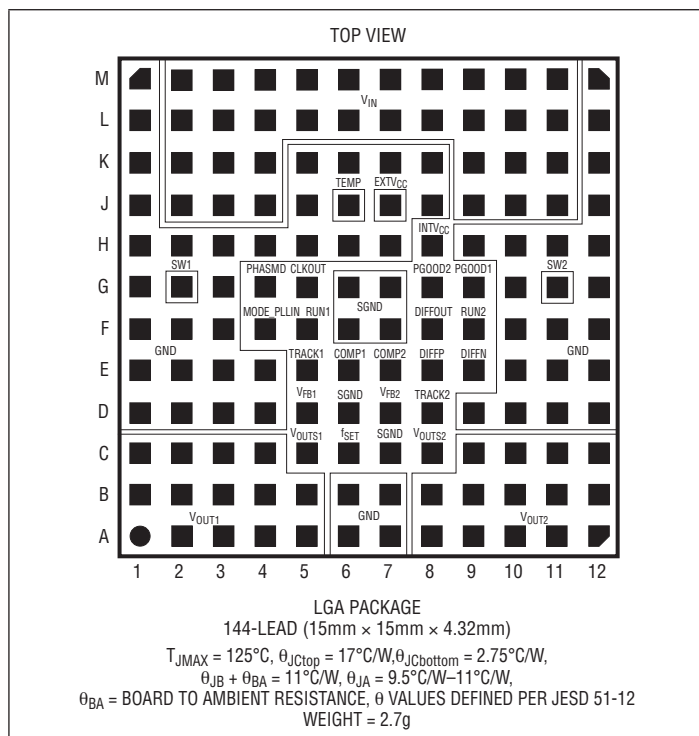 TOP VIEW
M
V_IN
L
K
TEMP EXTV_CC
J
INTV_CC
H
SW1 PHASMD CLKOUT PGOOD2 PGOOD1 SW2
G
SGND
MODE_PLLIN RUN1 DIFFOUT RUN2
F
GND TRACK1 COMP1 COMP2 DIFFP DIFFN GND
E
V_FB1 SGND V_FB2 TRACK2
D
V_OUTS1 f_SET SGND V_OUTS2
C
B
V_OUT1 GND V_OUT2
A
1 2 3 4 5 6 7 8 9 10 11 12
LGA PACKAGE
144-LEAD (15mm × 15mm × 4.32mm)
T_JMAX = 125°C, θ_JCtop = 17°C/W,θ_JCbottom = 2.75°C/W,
θ_JB + θ_BA = 11°C/W, θ_JA = 9.5°C/W–11°C/W,
θ_BA = BOARD TO AMBIENT RESISTANCE, θ VALUES DEFINED PER JESD 51-12
WEIGHT = 2.7g